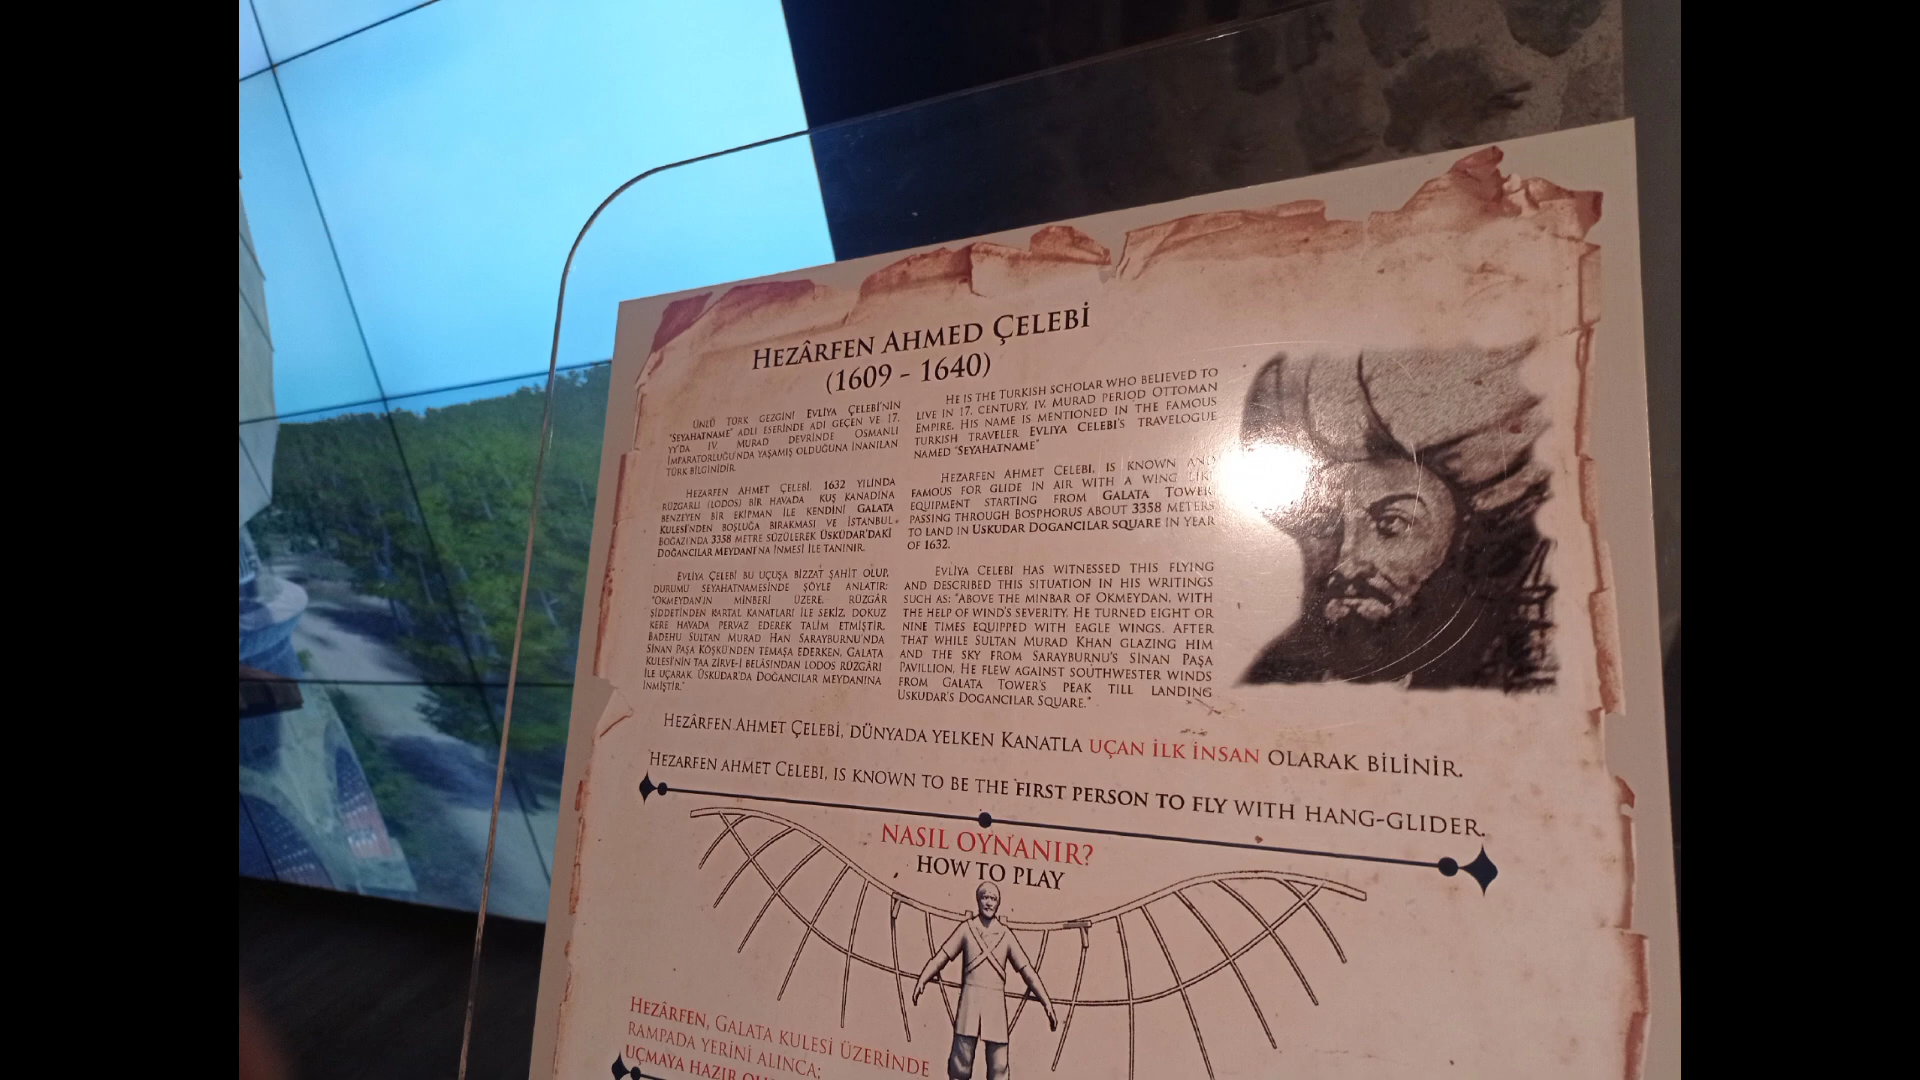 HEZÂRFEN AHMED ÇELEBİ
(1609 - 1640)
ÜNLÜ TÜRK GEZGİNİ EVLİYA ÇELEBİ'NİN
"SEYAHATNAME" ADLI ESERİNDE ADI GEÇEN VE 17.
YY'DA IV. MURAD DEVRİNDE OSMANLI
İMPARATORLUĞU'NDA YAŞAMIŞ OLDUĞUNA İNANILAN
TÜRK BİLGİNİDİR.
HEZARFEN AHMET ÇELEBİ, 1632 YILINDA
RÜZGARLI (LODOS) BİR HAVADA KUŞ KANADINA
BENZEYEN BİR EKİPMAN İLE KENDİNİ GALATA
KULESİ'NDEN BOŞLUĞA BIRAKMASI VE İSTANBUL
BOĞAZI'NDA 3358 METRE SÜZÜLEREK ÜSKÜDAR'DAKİ
DOĞANCILAR MEYDANI'NA İNMESİ İLE TANINIR.
EVLİYA ÇELEBİ BU UÇUŞA BİZZAT ŞAHİT OLUP,
DURUMU SEYAHATNAMESİNDE ŞÖYLE ANLATIR:
"OKMEYDAN'IN MİNBERİ ÜZERE, RÜZGAR
ŞİDDETİNDEN KARTAL KANATLARI İLE SEKİZ, DOKUZ
KERE HAVADA PERVAZ EDEREK TALİM ETMİŞTİR.
BADEHU SULTAN MURAD HAN SARAYBURNU'NDA
SİNAN PAŞA KÖŞKÜ'NDEN TEMAŞA EDERKEN, GALATA
KULESİ'NİN TAA ZİRVE-İ BELÂSINDAN LODOS RÜZGÂRI
İLE UÇARAK, ÜSKÜDAR'DA DOĞANCILAR MEYDANINA
İNMİŞTİR."
HE IS THE TURKISH SCHOLAR WHO BELIEVED TO
LIVE IN 17. CENTURY, IV. MURAD PERIOD OTTOMAN
EMPIRE. HIS NAME IS MENTIONED IN THE FAMOUS
TURKISH TRAVELER EVLIYA CELEBI'S TRAVELOGUE
NAMED "SEYAHATNAME"
HEZARFEN AHMET CELEBI, IS KNOWN AND
FAMOUS FOR GLIDE IN AIR WITH A WING LIKE
EQUIPMENT STARTING FROM GALATA TOWER,
PASSING THROUGH BOSPHORUS ABOUT 3358 METERS
TO LAND IN USKUDAR DOGANCILAR SQUARE IN YEAR
OF 1632.
EVLİYA CELEBI HAS WITNESSED THIS FLYING
AND DESCRIBED THIS SITUATION IN HIS WRITINGS
SUCH AS: "ABOVE THE MINBAR OF OKMEYDAN, WITH
THE HELP OF WIND'S SEVERITY, HE TURNED EIGHT OR
NINE TIMES EQUIPPED WITH EAGLE WINGS. AFTER
THAT WHILE SULTAN MURAD KHAN GLAZING HIM
AND THE SKY FROM SARAYBURNU'S SİNAN PAŞA
PAVILLION, HE FLEW AGAINST SOUTHWESTER WINDS
FROM GALATA TOWER'S PEAK TILL LANDING
USKUDAR'S DOGANCILAR SQUARE."
HEZÂRFEN AHMET ÇELEBİ, DÜNYADA YELKEN KANATLA UÇAN İLK İNSAN OLARAK BİLİNİR.
HEZARFEN AHMET CELEBI, IS KNOWN TO BE THE FIRST PERSON TO FLY WITH HANG-GLIDER.
NASIL OYNANIR?
HOW TO PLAY
HEZÂRFEN, GALATA KULESİ ÜZERİNDE
RAMPADA YERİNİ ALINCA;
UÇMAYA HAZIR